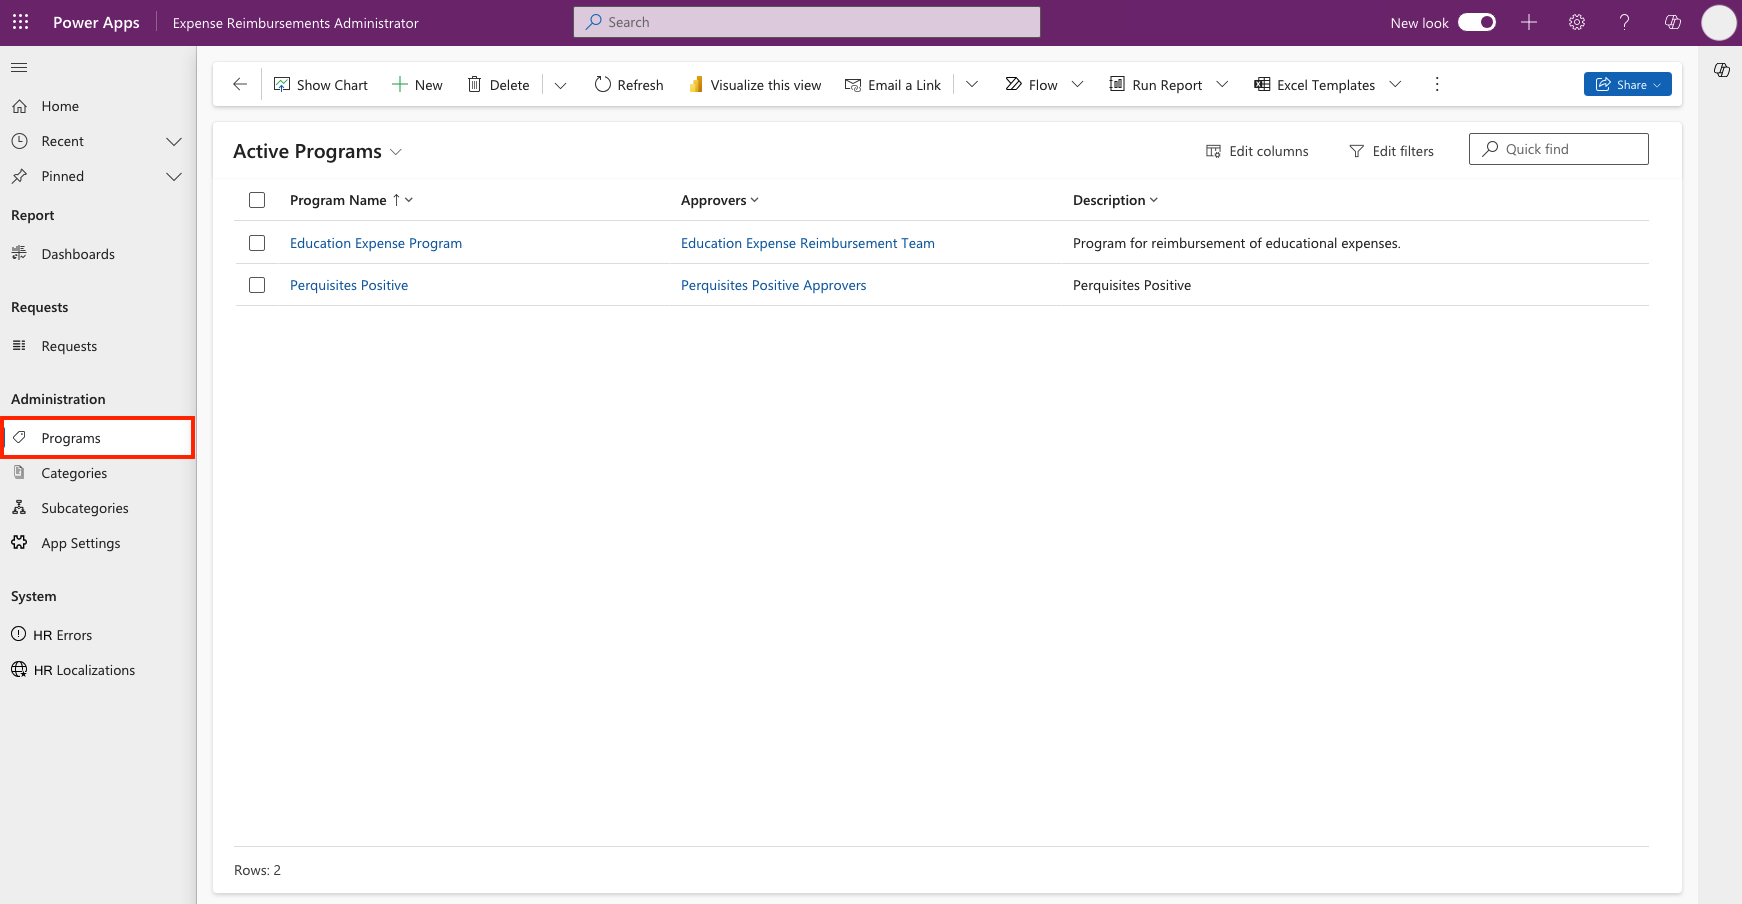 Power Apps
Expense Reimbursements Administrator
Search
New look
Home
Recent
Pinned
Report
Dashboards
Requests
Requests
Administration
Programs
Categories
Subcategories
App Settings
System
HR Errors
HR Localizations
Show Chart
New
Delete
Refresh
Visualize this view
Email a Link
Flow
Run Report
Excel Templates
Share
Active Programs
Edit columns
Edit filters
Quick find
Program Name Approvers Description
Education Expense Program Education Expense Reimbursement Team Program for reimbursement of educational expenses.
Perquisites Positive Perquisites Positive Approvers Perquisites Positive
Rows: 2